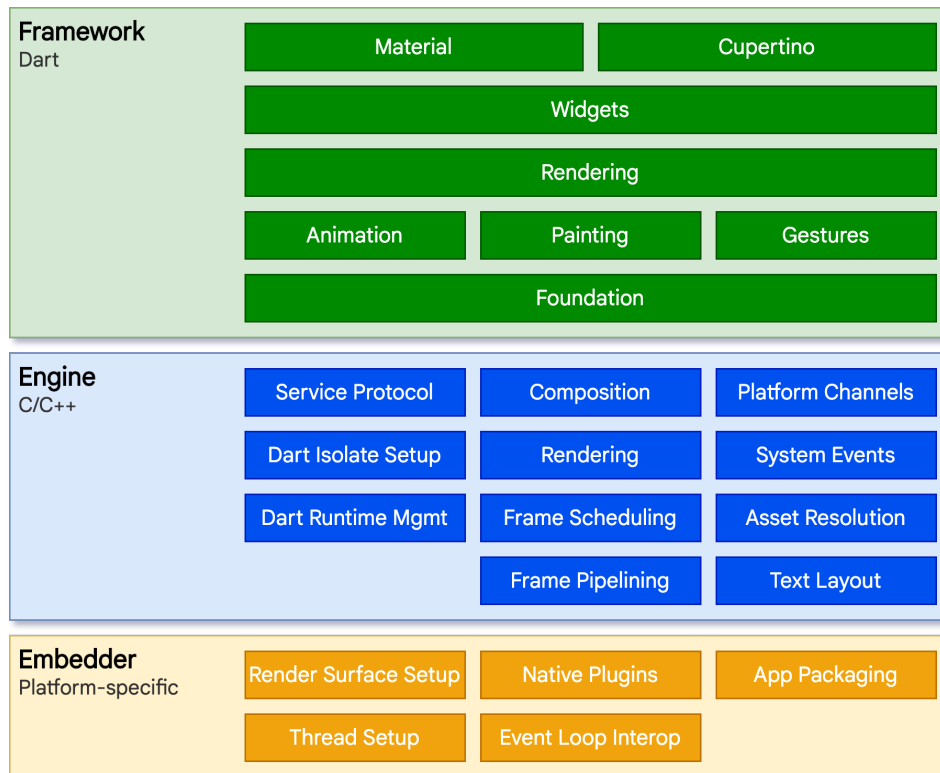 Framework
Dart
Material
Cupertino
Widgets
Rendering
Animation
Painting
Gestures
Foundation
Engine
C/C++
Service Protocol
Composition
Platform Channels
Dart Isolate Setup
Rendering
System Events
Dart Runtime Mgmt
Frame Scheduling
Asset Resolution
Frame Pipelining
Text Layout
Embedder
Platform-specific
Render Surface Setup
Native Plugins
App Packaging
Thread Setup
Event Loop Interop